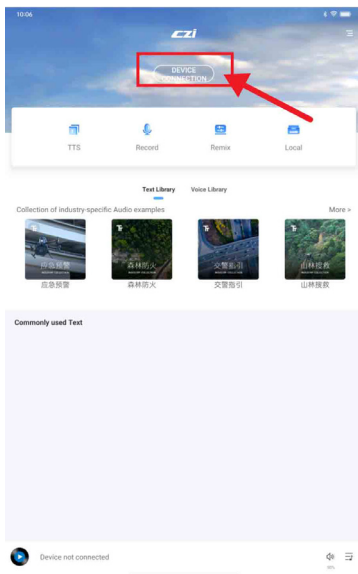 10:06
czi
DEVICE
CONNECTION
TTS Record Remix Local
Text Library Voice Library
Collection of industry-specific Audio examples More >
应急预警 森林防火 交警指引 山林搜救
应急预警 森林防火 交警指引 山林搜救
Commonly used Text
Device not connected